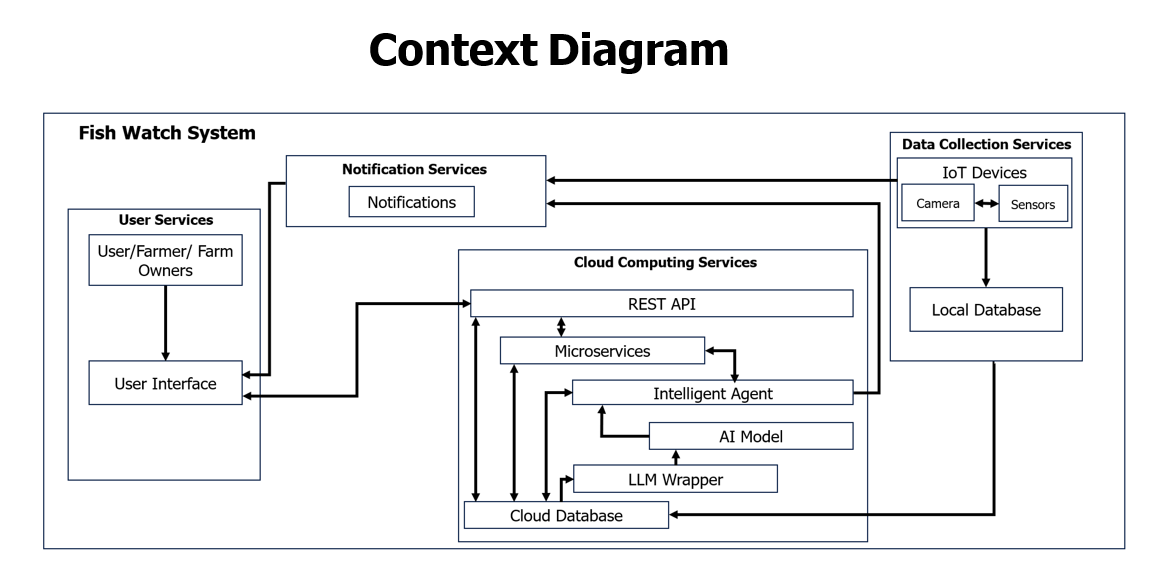 Context Diagram
Fish Watch System
Data Collection Services
IoT Devices
Camera
Sensors
Local Database
Notification Services
Notifications
User Services
User/Farmer/ Farm
Owners
User Interface
Cloud Computing Services
REST API
Microservices
Intelligent Agent
AI Model
LLM Wrapper
Cloud Database